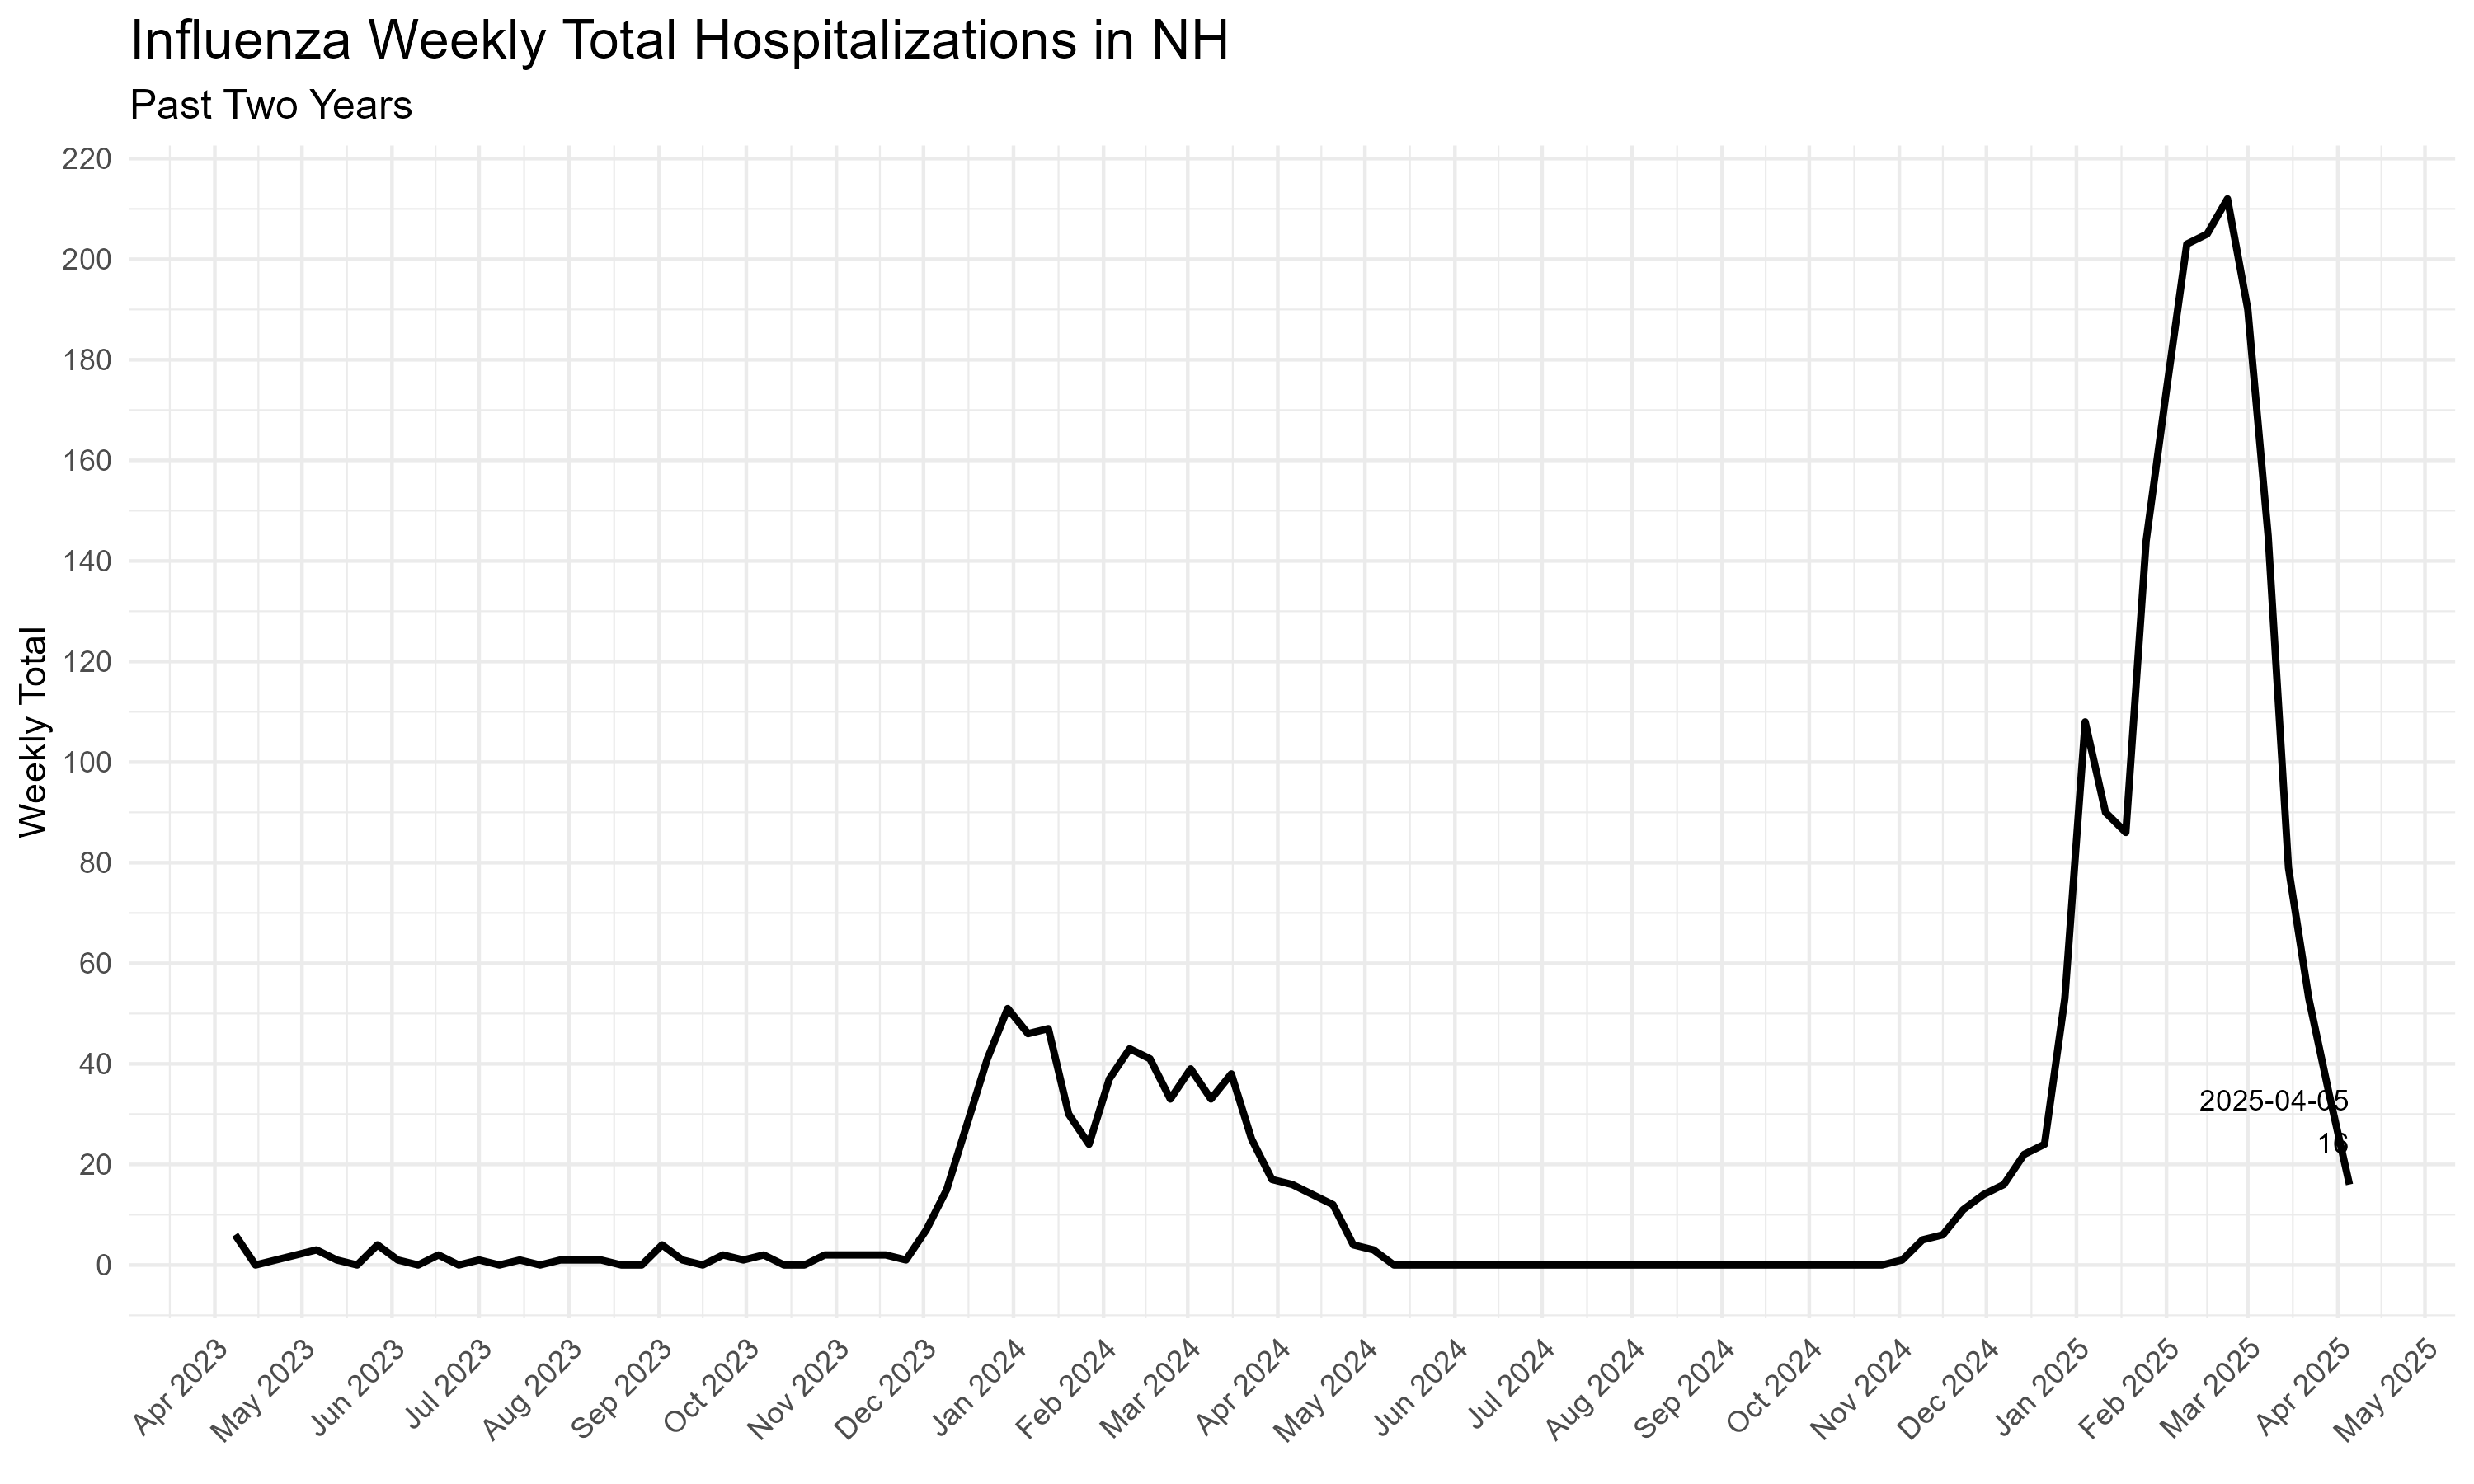 Influenza Weekly Total Hospitalizations in NH
Past Two Years
Weekly Total
220
200
180
160
140
120
100
80
60
40
20
0
2025-04-05
16
Apr 2023
May 2023
Jun 2023
Jul 2023
Aug 2023
Sep 2023
Oct 2023
Nov 2023
Dec 2023
Jan 2024
Feb 2024
Mar 2024
Apr 2024
May 2024
Jun 2024
Jul 2024
Aug 2024
Sep 2024
Oct 2024
Nov 2024
Dec 2024
Jan 2025
Feb 2025
Mar 2025
Apr 2025
May 2025